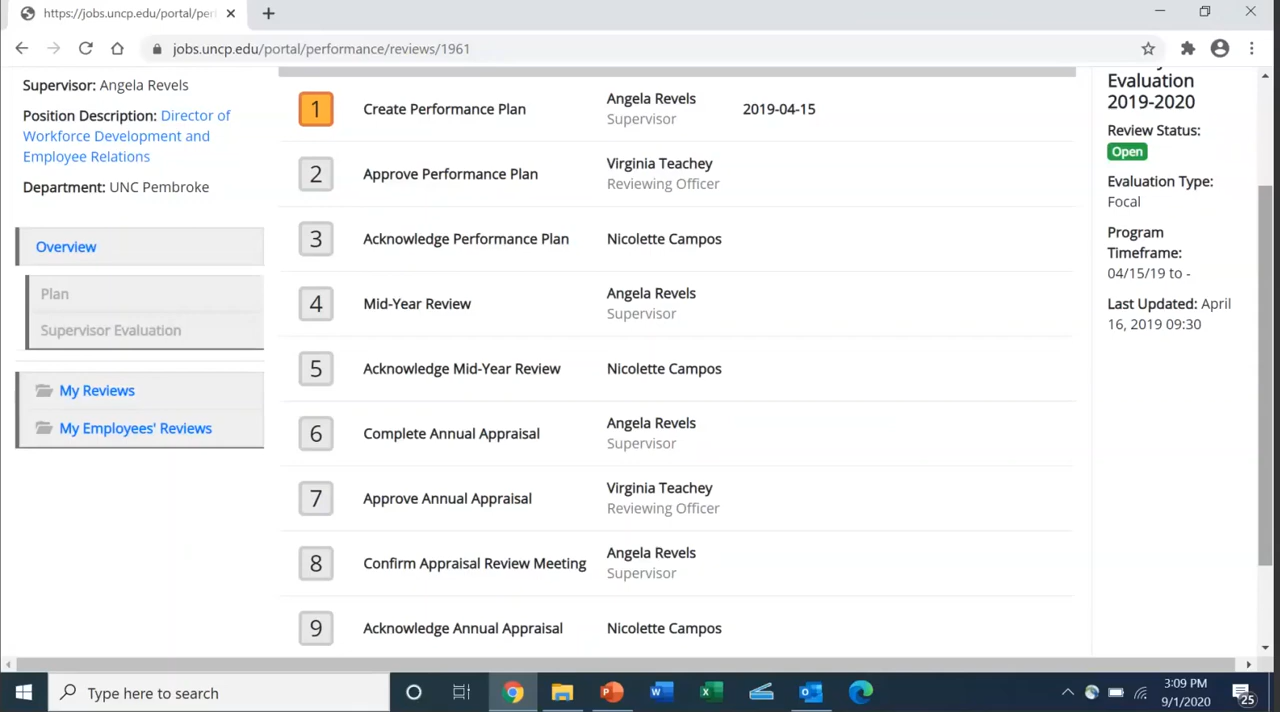 https://jobs.uncp.edu/portal/per
jobs.uncp.edu/portal/performance/reviews/1961
Supervisor: Angela Revels
Position Description: Director of
Workforce Development and
Employee Relations
Department: UNC Pembroke
Overview
Plan
Supervisor Evaluation
My Reviews
My Employees' Reviews
1 Create Performance Plan Angela Revels 2019-04-15
Supervisor
2 Approve Performance Plan Virginia Teachey
Reviewing Officer
3 Acknowledge Performance Plan Nicolette Campos
4 Mid-Year Review Angela Revels
Supervisor
5 Acknowledge Mid-Year Review Nicolette Campos
6 Complete Annual Appraisal Angela Revels
Supervisor
7 Approve Annual Appraisal Virginia Teachey
Reviewing Officer
8 Confirm Appraisal Review Meeting Angela Revels
Supervisor
9 Acknowledge Annual Appraisal Nicolette Campos
Evaluation
2019-2020
Review Status:
Open
Evaluation Type:
Focal
Program
Timeframe:
04/15/19 to -
Last Updated: April
16, 2019 09:30
Type here to search
3:09 PM
9/1/2020
25